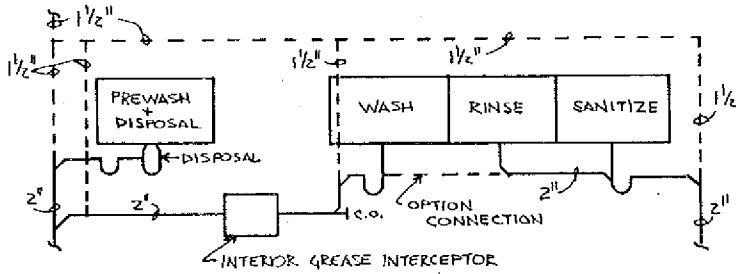 1½"
1½"
1½"
1½"
1½"
1½
PREWASH
+
DISPOSAL
WASH
RINSE
SANITIZE
DISPOSAL
2"
2"
2"
2"
C.O.
OPTION
CONNECTION
INTERIOR GREASE INTERCEPTOR